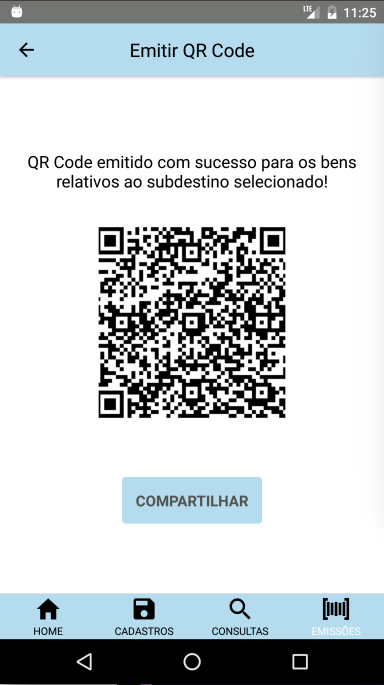 LTE 11:25
Emitir QR Code
QR Code emitido com sucesso para os bens
relativos ao subdestino selecionado!
COMPARTILHAR
HOME CADASTROS CONSULTAS EMISSÕES